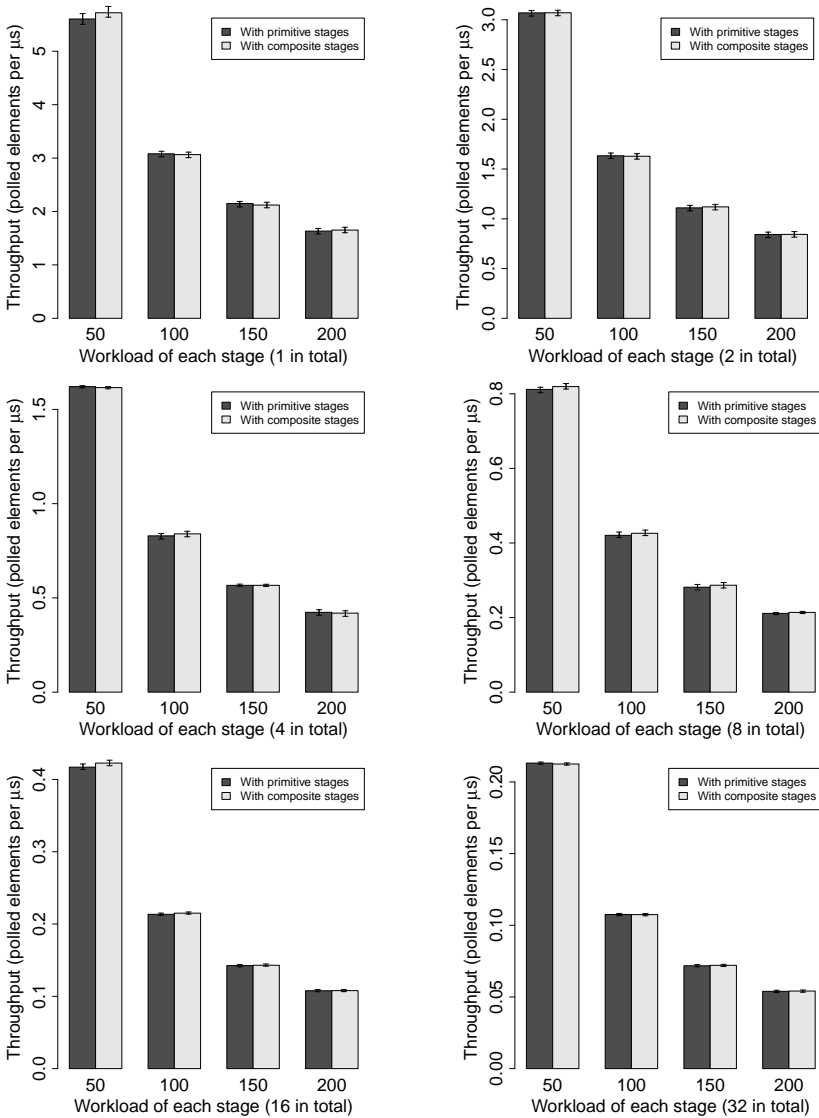 Throughput (polled elements per μs)
0
1
2
3
5
With primitive stages
With composite stages
50
100
150
200
Workload of each stage (1 in total)
Throughput (polled elements per μs)
0.0
0.5
1.0
1.5
2.0
3.0
With primitive stages
With composite stages
50
100
150
200
Workload of each stage (2 in total)
Throughput (polled elements per μs)
0.0
0.5
1.0
1.5
With primitive stages
With composite stages
50
100
150
200
Workload of each stage (4 in total)
Throughput (polled elements per μs)
0.0
0.2
0.4
0.6
0.8
With primitive stages
With composite stages
50
100
150
200
Workload of each stage (8 in total)
Throughput (polled elements per μs)
0.0
0.1
0.2
0.3
0.4
With primitive stages
With composite stages
50
100
150
200
Workload of each stage (16 in total)
Throughput (polled elements per μs)
0.00
0.05
0.10
0.15
0.20
With primitive stages
With composite stages
50
100
150
200
Workload of each stage (32 in total)